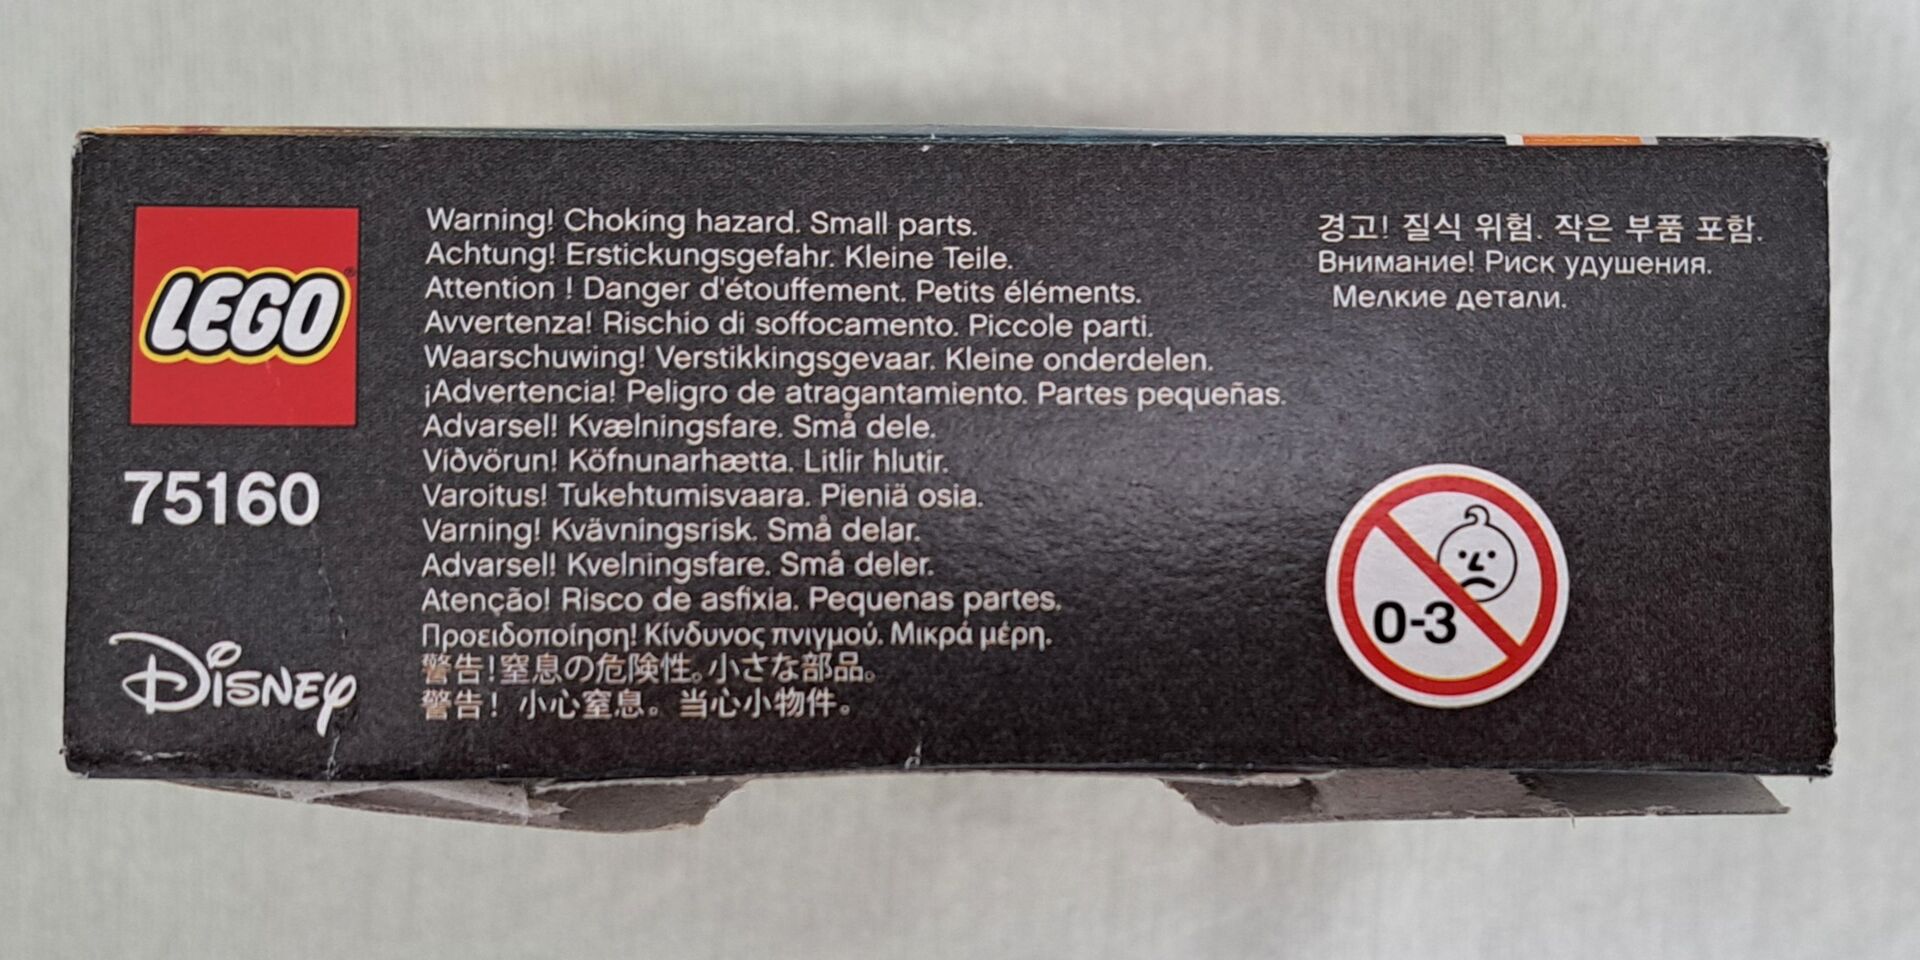 LEGO
75160
Disney
Warning! Choking hazard. Small parts.
Achtung! Erstickungsgefahr. Kleine Teile.
Attention ! Danger d'étouffement. Petits éléments.
Avvertenza! Rischio di soffocamento. Piccole parti.
Waarschuwing! Verstikkingsgevaar. Kleine onderdelen.
¡Advertencia! Peligro de atragantamiento. Partes pequeñas.
Advarsel! Kvælningsfare. Små dele.
Viðvörun! Köfnunarhætta. Litlir hlutir.
Varoitus! Tukehtumisvaara. Pieniä osia.
Varning! Kvävningsrisk. Små delar.
Advarsel! Kvelningsfare. Små deler.
Atenção! Risco de asfixia. Pequenas partes.
Προειδοποίηση! Κίνδυνος πνιγμού. Μικρά μέρη.
警告!窒息の危険性。小さな部品。
警告！小心窒息。当心小物件。
경고! 질식 위험. 작은 부품 포함.
Внимание! Риск удушения.
Мелкие детали.
0-3